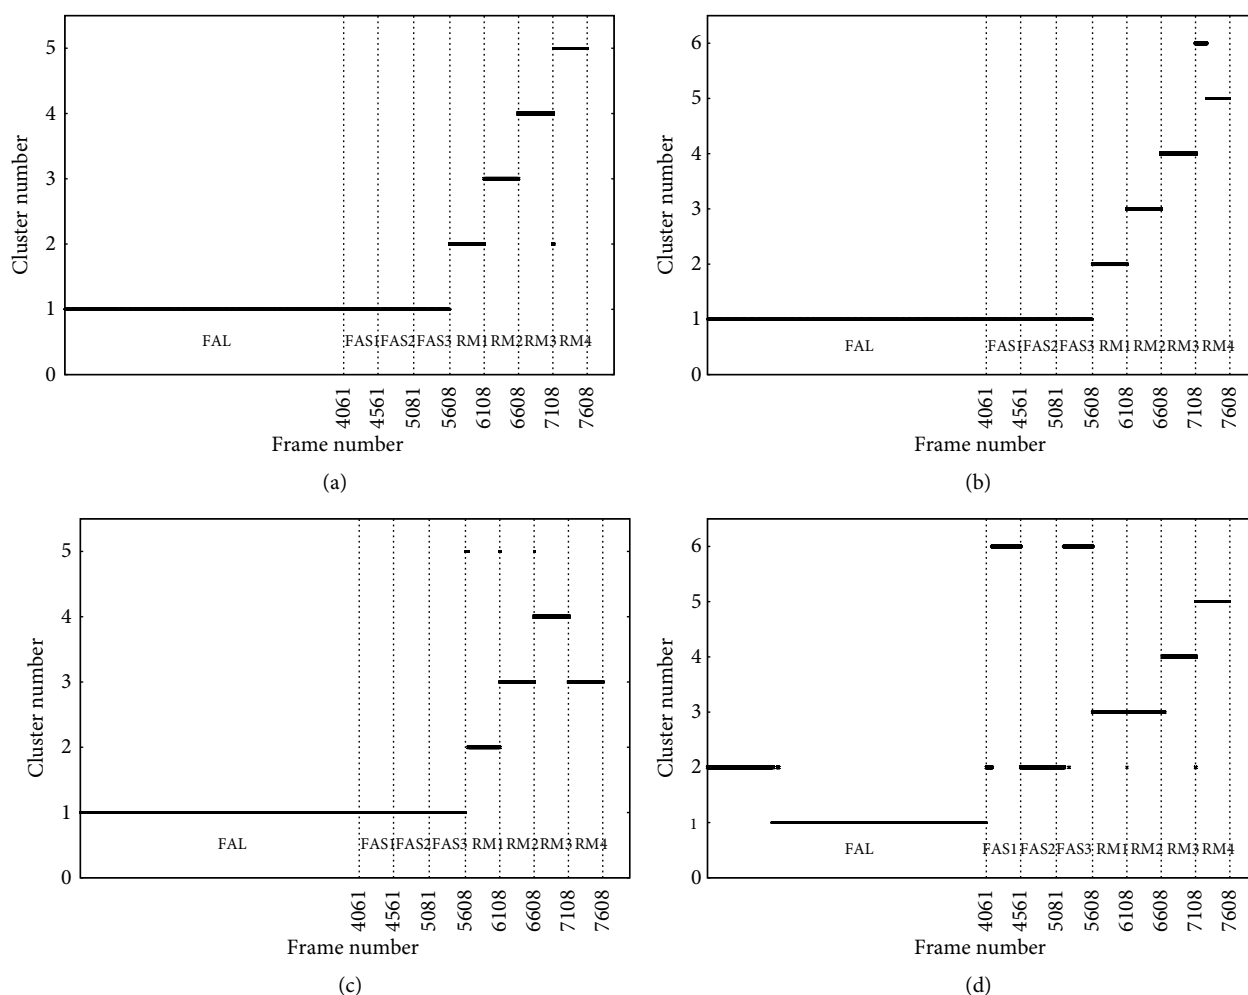 5
4
3
2
1
0
Cluster number
FAL FAS1 FAS2 FAS3 RM1 RM2 RM3 RM4
4061 4561 5081 5608 6108 6608 7108 7608
Frame number
(a)
6
5
4
3
2
1
0
Cluster number
FAL FAS1 FAS2 FAS3 RM1 RM2 RM3 RM4
4061 4561 5081 5608 6108 6608 7108 7608
Frame number
(b)
5
4
3
2
1
0
Cluster number
FAL FAS1 FAS2 FAS3 RM1 RM2 RM3 RM4
4061 4561 5081 5608 6108 6608 7108 7608
Frame number
(c)
6
5
4
3
2
1
0
Cluster number
FAL FAS1 FAS2 FAS3 RM1 RM2 RM3 RM4
4061 4561 5081 5608 6108 6608 7108 7608
Frame number
(d)